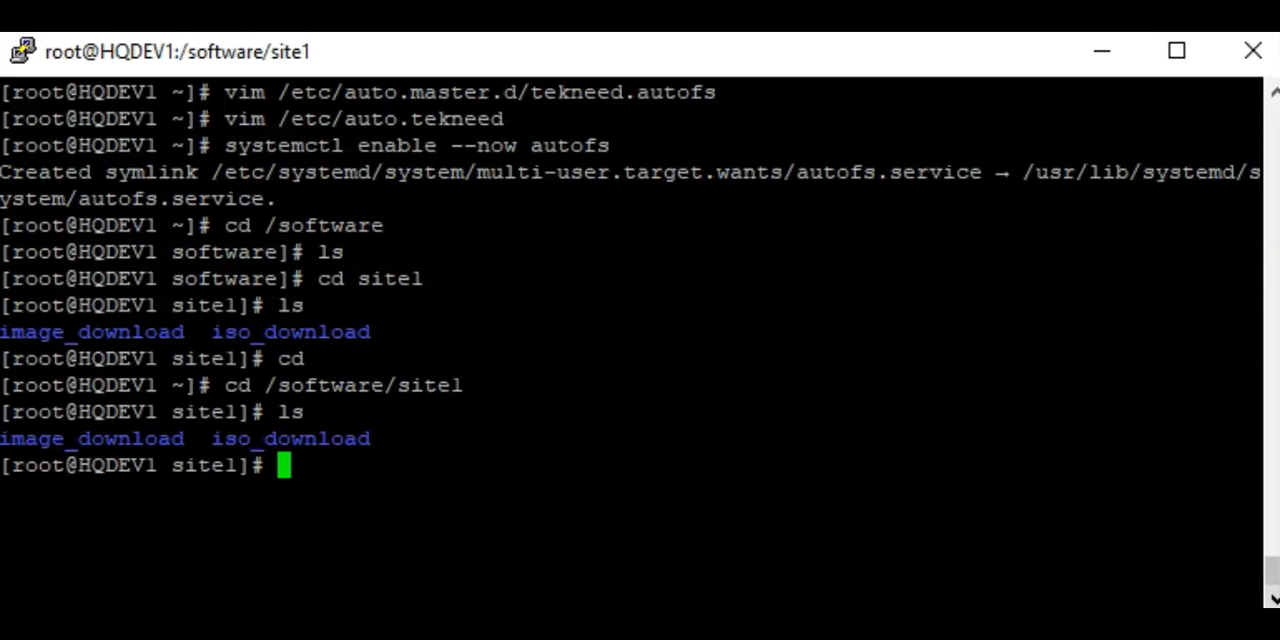 root@HQDEV1:/software/site1
[root@HQDEV1 ~]# vim /etc/auto.master.d/tekneed.autofs
[root@HQDEV1 ~]# vim /etc/auto.tekneed
[root@HQDEV1 ~]# systemctl enable --now autofs
Created symlink /etc/systemd/system/multi-user.target.wants/autofs.service → /usr/lib/systemd/s
ystem/autofs.service.
[root@HQDEV1 ~]# cd /software
[root@HQDEV1 software]# ls
[root@HQDEV1 software]# cd site1
[root@HQDEV1 site1]# ls
image_download  iso_download
[root@HQDEV1 site1]# cd
[root@HQDEV1 ~]# cd /software/site1
[root@HQDEV1 site1]# ls
image_download  iso_download
[root@HQDEV1 site1]#